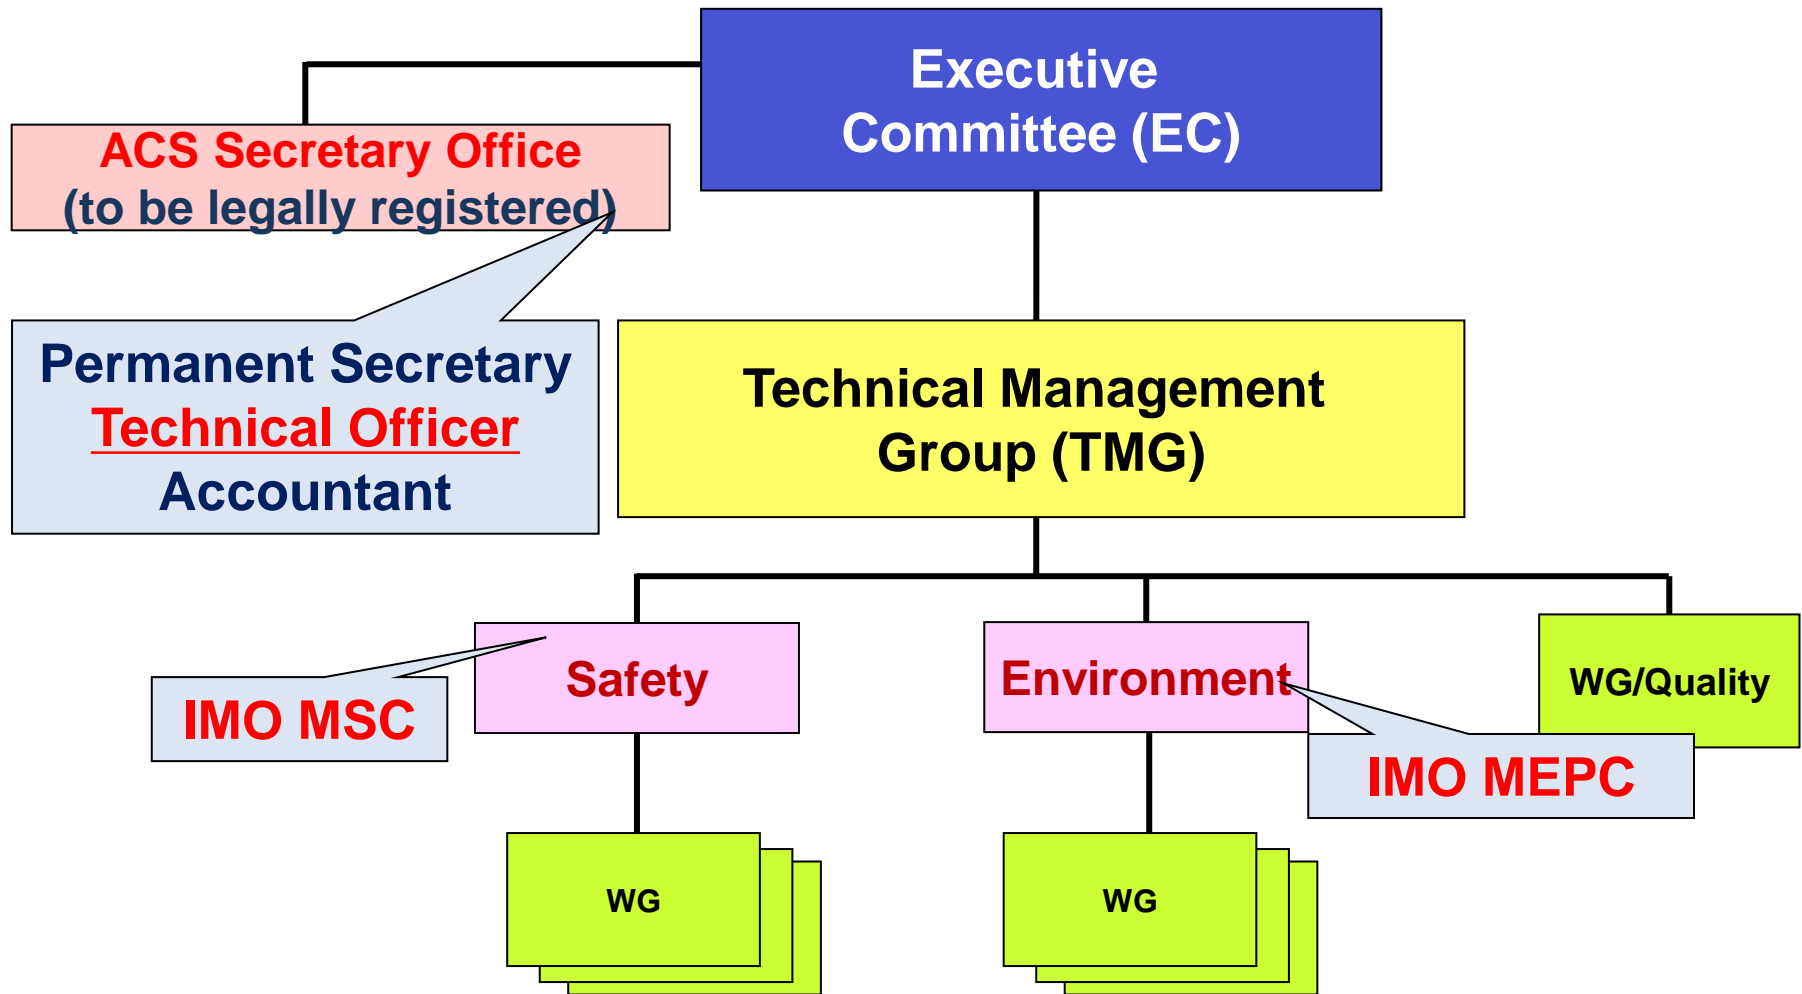 Executive
Committee (EC)
ACS Secretary Office
(to be legally registered)
Permanent Secretary
Technical Officer
Accountant
Technical Management
Group (TMG)
Safety
Environment
WG/Quality
IMO MSC
IMO MEPC
WG
WG